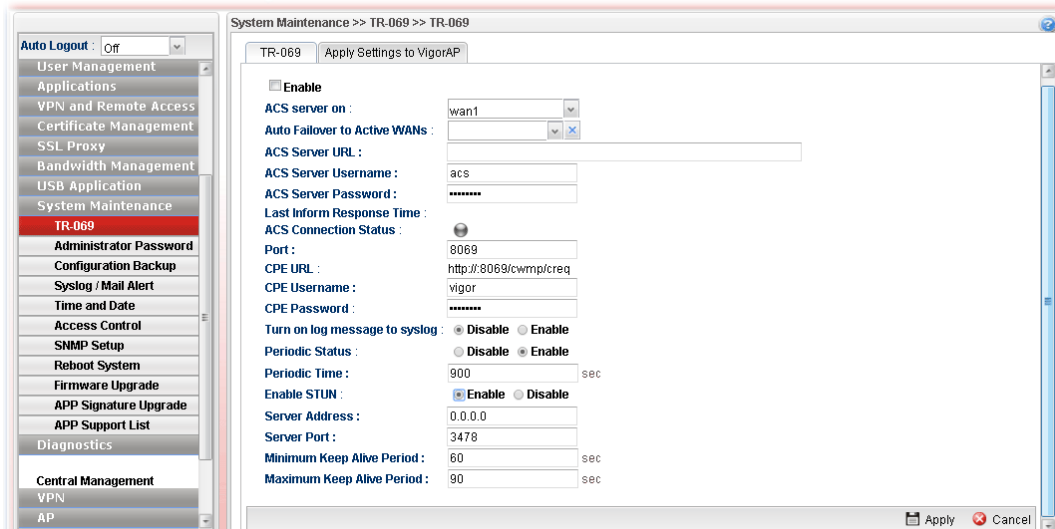 System Maintenance >> TR-069 >> TR-069
Auto Logout : Off
User Management
Applications
VPN and Remote Access
Certificate Management
SSL Proxy
Bandwidth Management
USB Application
System Maintenance
TR-069
Administrator Password
Configuration Backup
Syslog / Mail Alert
Time and Date
Access Control
SNMP Setup
Reboot System
Firmware Upgrade
APP Signature Upgrade
APP Support List
Diagnostics
Central Management
VPN
AP
TR-069 Apply Settings to VigorAP
Enable
ACS server on : wan1
Auto Failover to Active WANs :
ACS Server URL :
ACS Server Username : acs
ACS Server Password : ••••••••
Last Inform Response Time :
ACS Connection Status :
Port : 8069
CPE URL : http://:8069/cwmp/creq
CPE Username : vigor
CPE Password : ••••••••
Turn on log message to syslog : Disable Enable
Periodic Status : Disable Enable
Periodic Time : 900 sec
Enable STUN : Enable Disable
Server Address : 0.0.0.0
Server Port : 3478
Minimum Keep Alive Period : 60 sec
Maximum Keep Alive Period : 90 sec
Apply Cancel